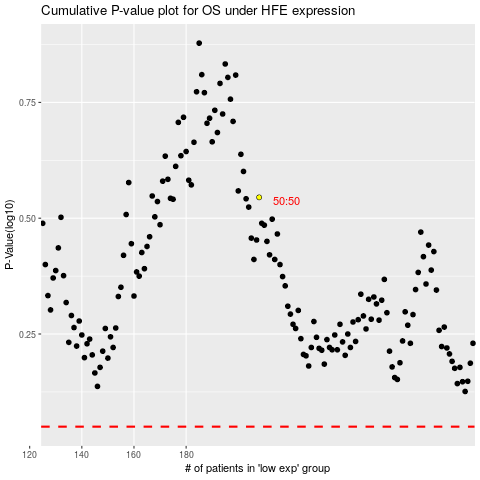 Cumulative P-value plot for OS under HFE expression
P-Value(log10)
0.75
0.50
0.25
50:50
120 140 160 180
# of patients in 'low exp' group